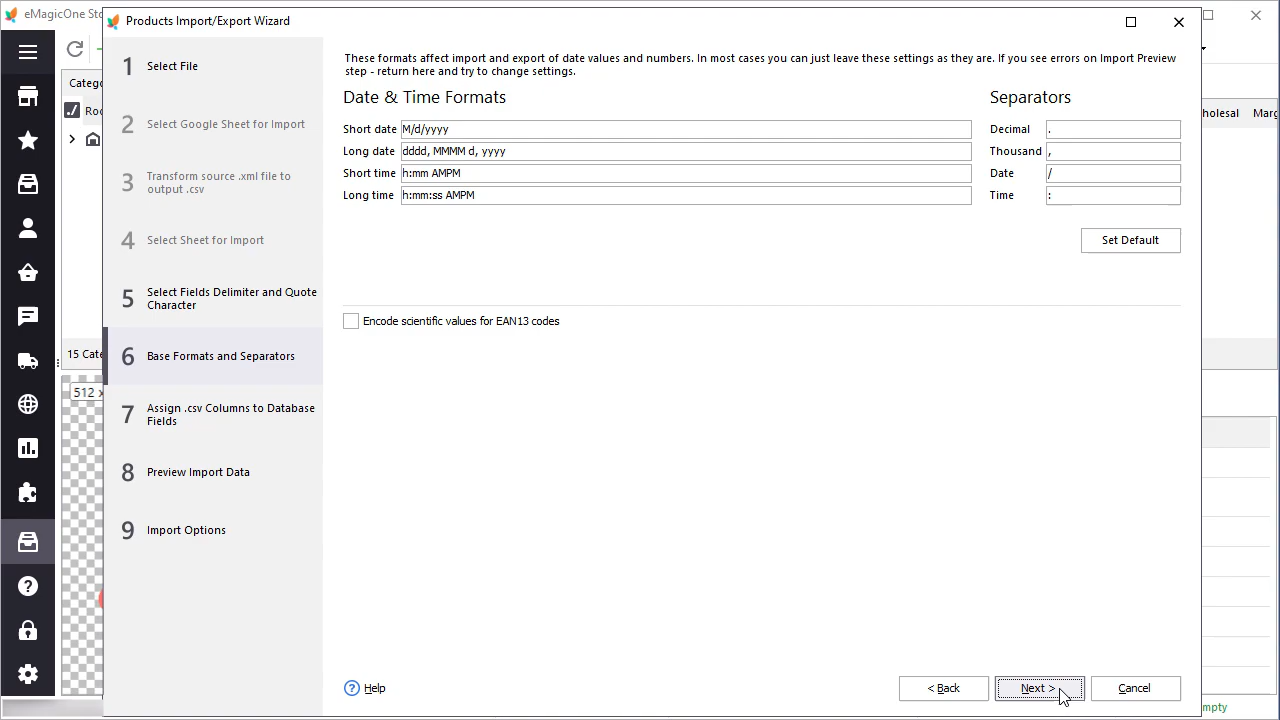 eMagicOne Sto
Products Import/Export Wizard
Catego
Roo
15 Cate
512 x
holesal Marg
mpty
1 Select File
2 Select Google Sheet for Import
3 Transform source .xml file to
output .csv
4 Select Sheet for Import
5 Select Fields Delimiter and Quote
Character
6 Base Formats and Separators
7 Assign .csv Columns to Database
Fields
8 Preview Import Data
9 Import Options
These formats affect import and export of date values and numbers. In most cases you can just leave these settings as they are. If you see errors on Import Preview
step - return here and try to change settings.
Date & Time Formats
Short date M/d/yyyy
Long date dddd, MMMM d, yyyy
Short time h:mm AMPM
Long time h:mm:ss AMPM
Separators
Decimal .
Thousand ,
Date /
Time :
Set Default
Encode scientific values for EAN13 codes
Help
< Back
Next >
Cancel